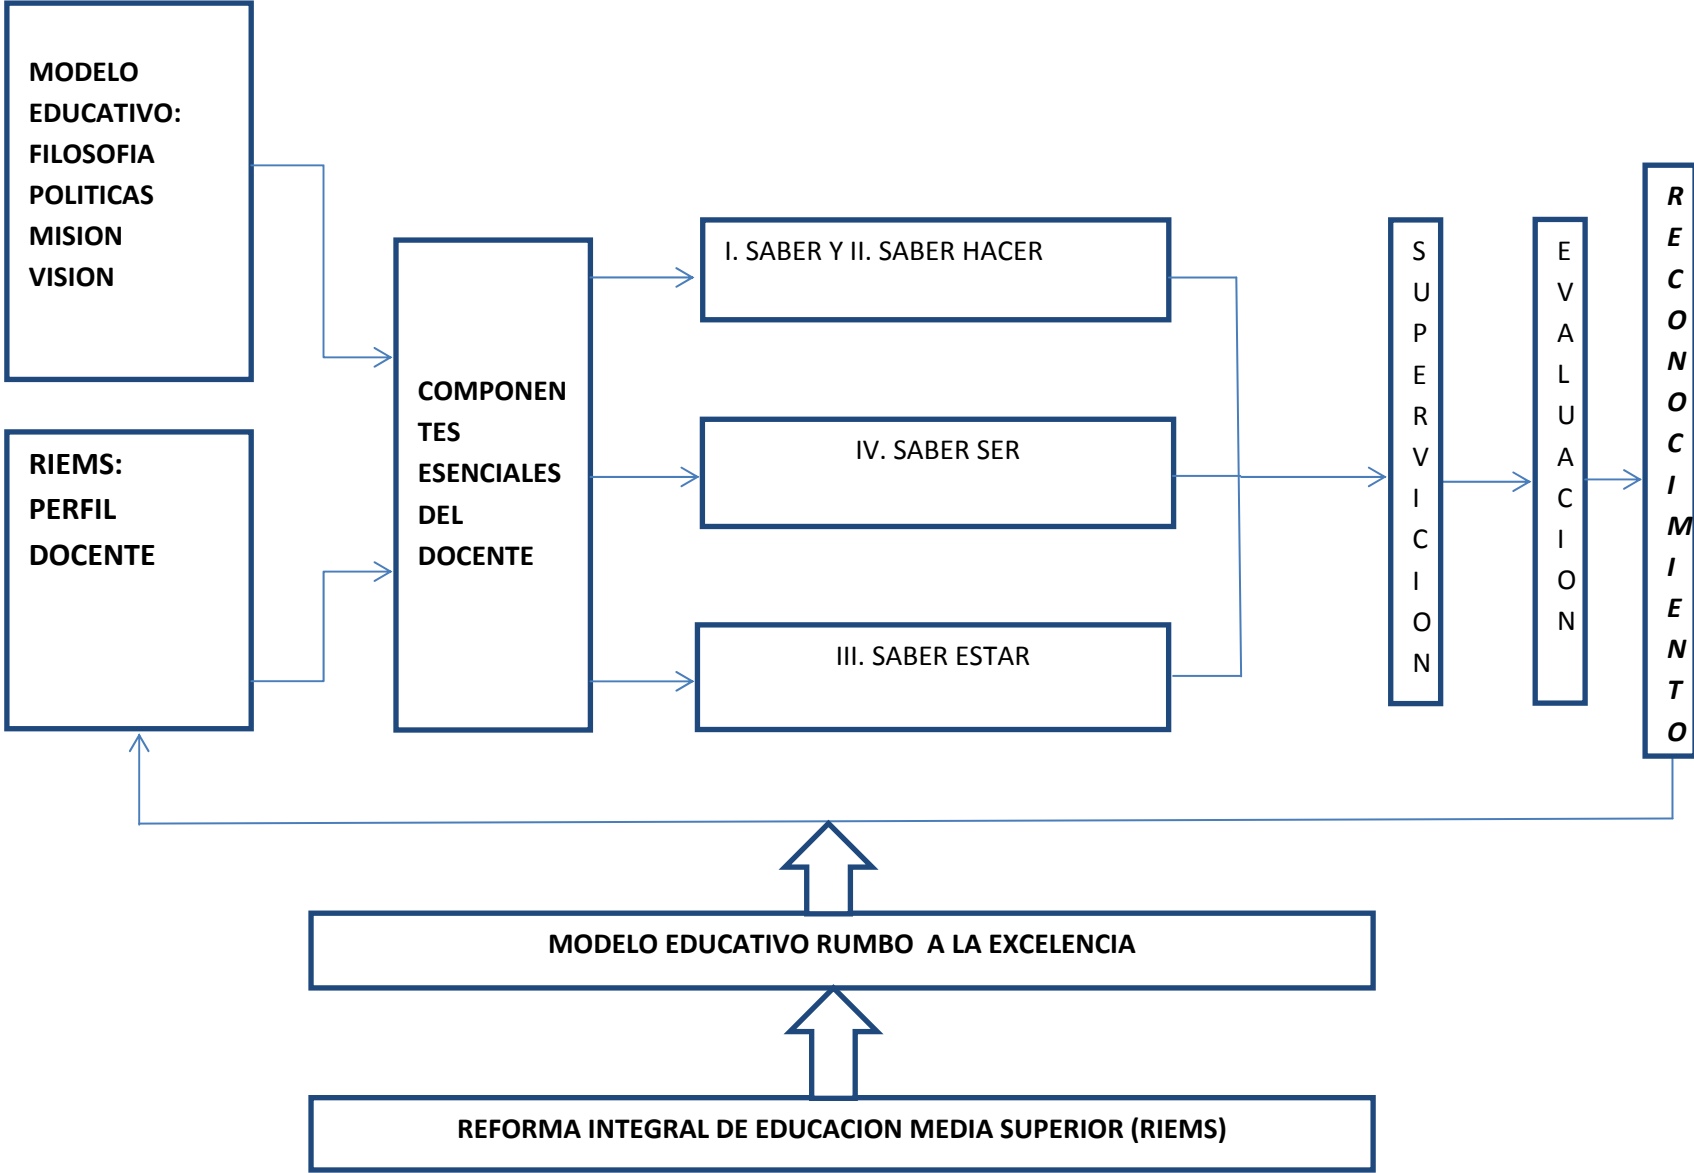 MODELO
EDUCATIVO:
FILOSOFIA
POLITICAS
MISION
VISION
RIEMS:
PERFIL
DOCENTE
COMPONEN
TES
ESENCIALES
DEL
DOCENTE
I. SABER Y II. SABER HACER
IV. SABER SER
III. SABER ESTAR
S
U
P
E
R
V
I
C
I
O
N
E
V
A
L
U
A
C
I
O
N
R
E
C
O
N
O
C
I
M
I
E
N
T
O
MODELO EDUCATIVO RUMBO  A LA EXCELENCIA
REFORMA INTEGRAL DE EDUCACION MEDIA SUPERIOR (RIEMS)